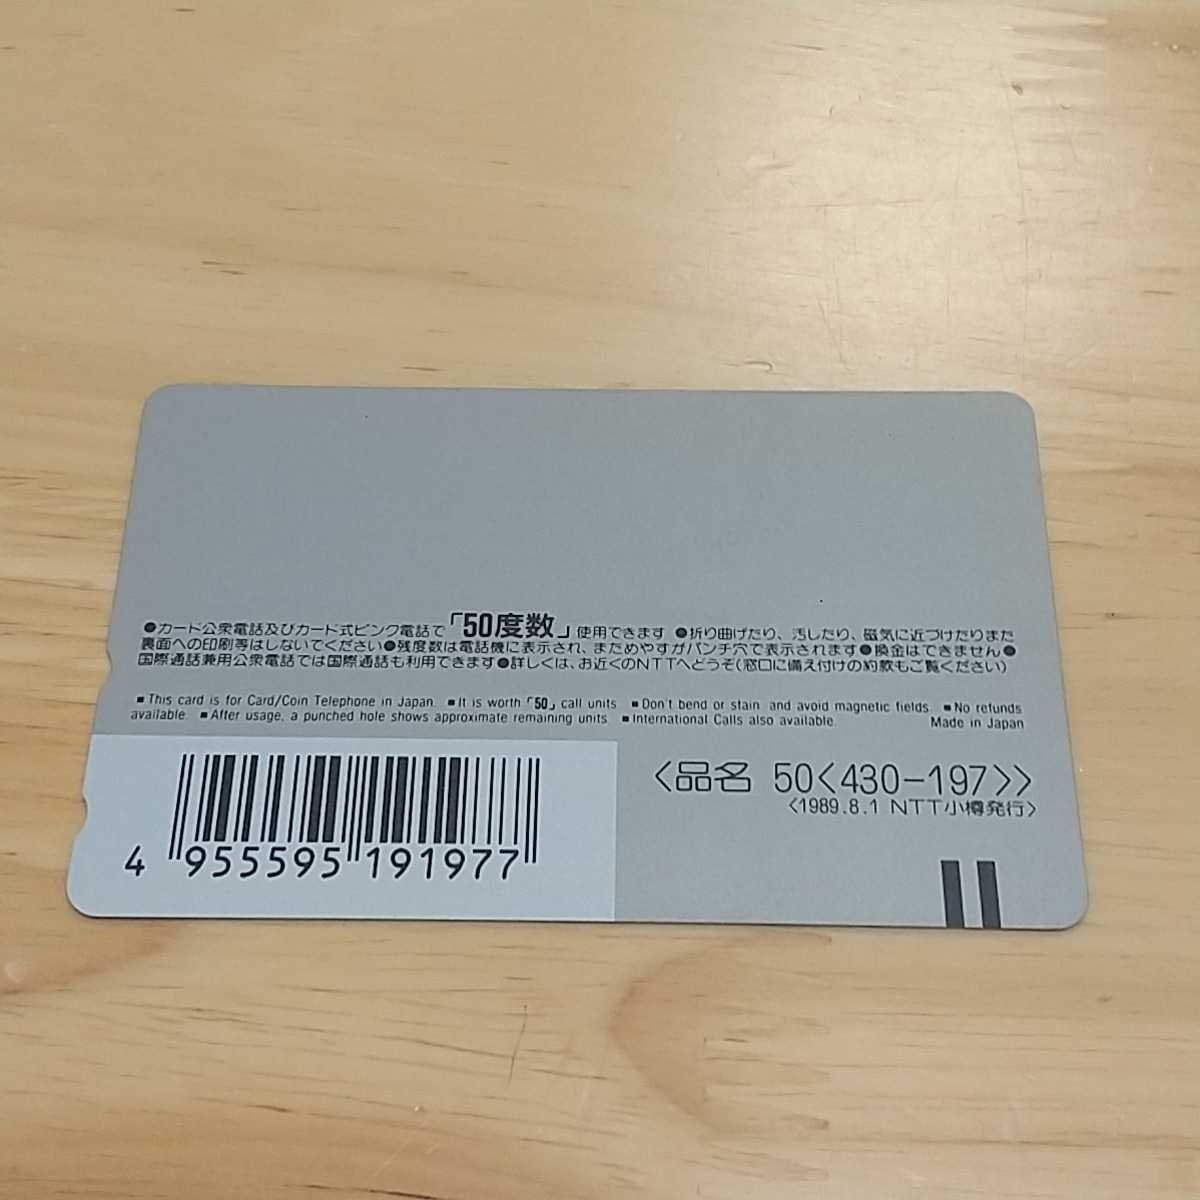 ●カード公衆電話及びカード式ピンク電話で「50度数」使用できます ●折り曲げたり、汚したり、磁気に近づけたりまた
裏面への印刷等はしないでください●残度数は電話機に表示され、まためやすがパンチ穴で表示されます●換金はできません●
国際通話兼用公衆電話では国際通話も利用できます●詳しくは、お近くのNTTへどうぞ(窓口に備え付けの約款もご覧ください)
■This card is for Card/Coin Telephone in Japan. ■It is worth「50」call units ■Don't bend or stain and avoid magnetic fields. ■No refunds
available. ■After usage, a punched hole shows approximate remaining units ■International Calls also available. Made in Japan
<品名 50<430-197>>
<1989.8.1 NTT小樽発行>
4 955595 191977